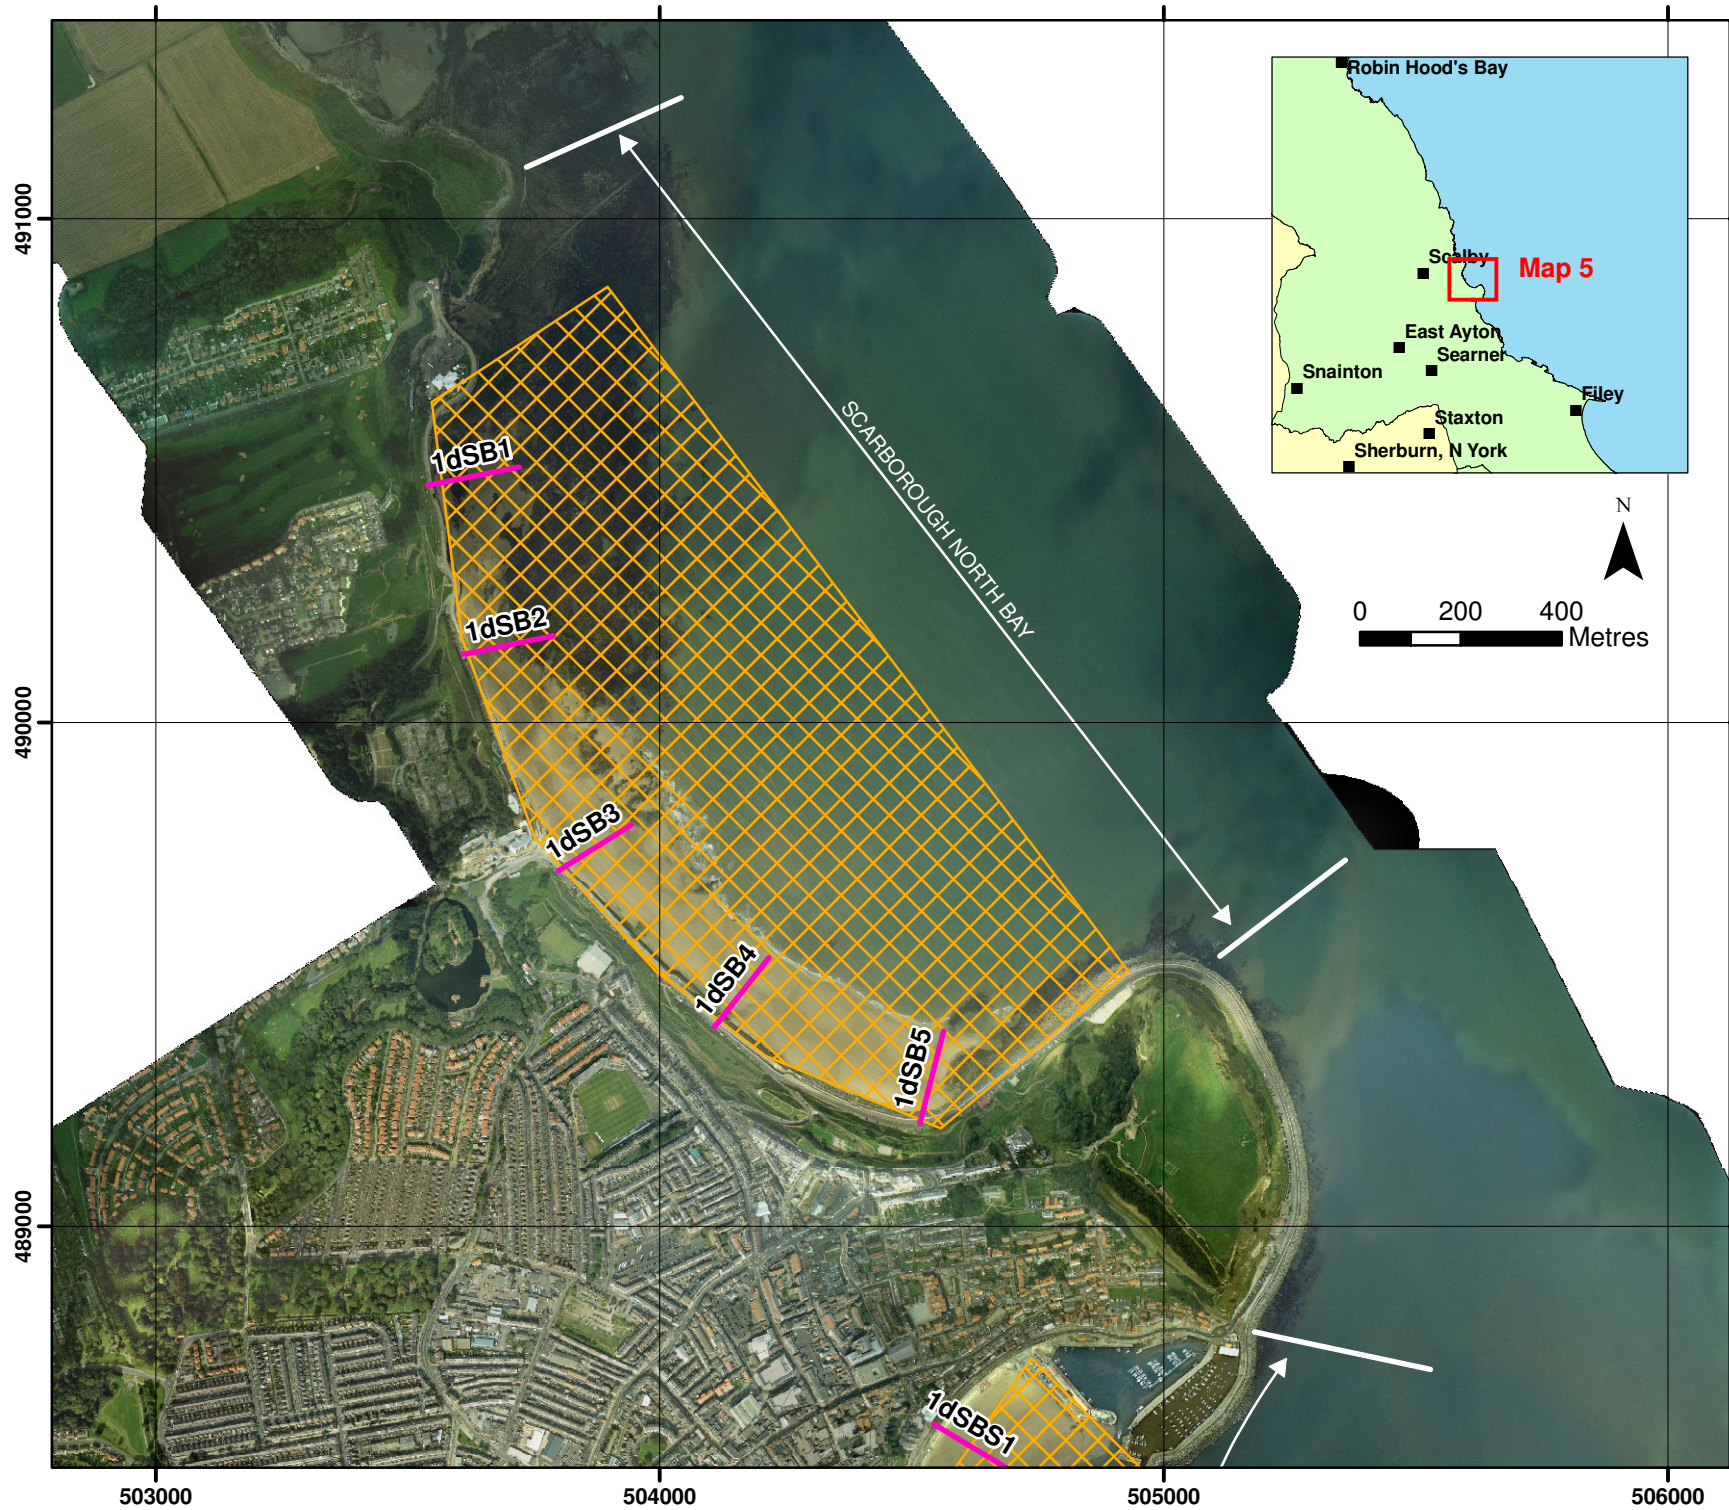 Robin Hood's Bay
Scalby
Map 5
East Ayton
Searner
Snainton
Filey
Staxton
Sherburn, N York
N
0 200 400
Metres
491000
490000
489000
SCARBOROUGH NORTH BAY
1dSB1
1dSB2
1dSB3
1dSB4
1dSB5
1dSBS1
503000 504000 505000 506000